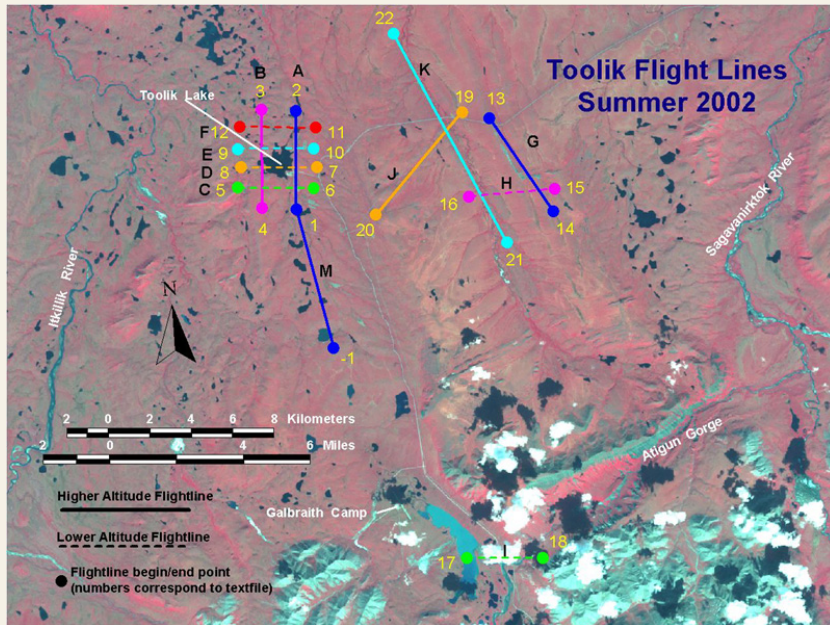 22
Toolik Flight Lines
Summer 2002
B
A
K
3
2
Toolik Lake
19
13
F
12
11
G
E
9
10
D
8
7
J
H
C
5
6
15
16
4
1
20
14
21
M
Sagavanirktok River
Itkillik River
N
-1
2 0 2 4 6 8 Kilometers
2 0 4 6 Miles
Atigun Gorge
Higher Altitude Flightline
Galbraith Camp
Lower Altitude Flightline
17
I
18
Flightline begin/end point
(numbers correspond to textfile)